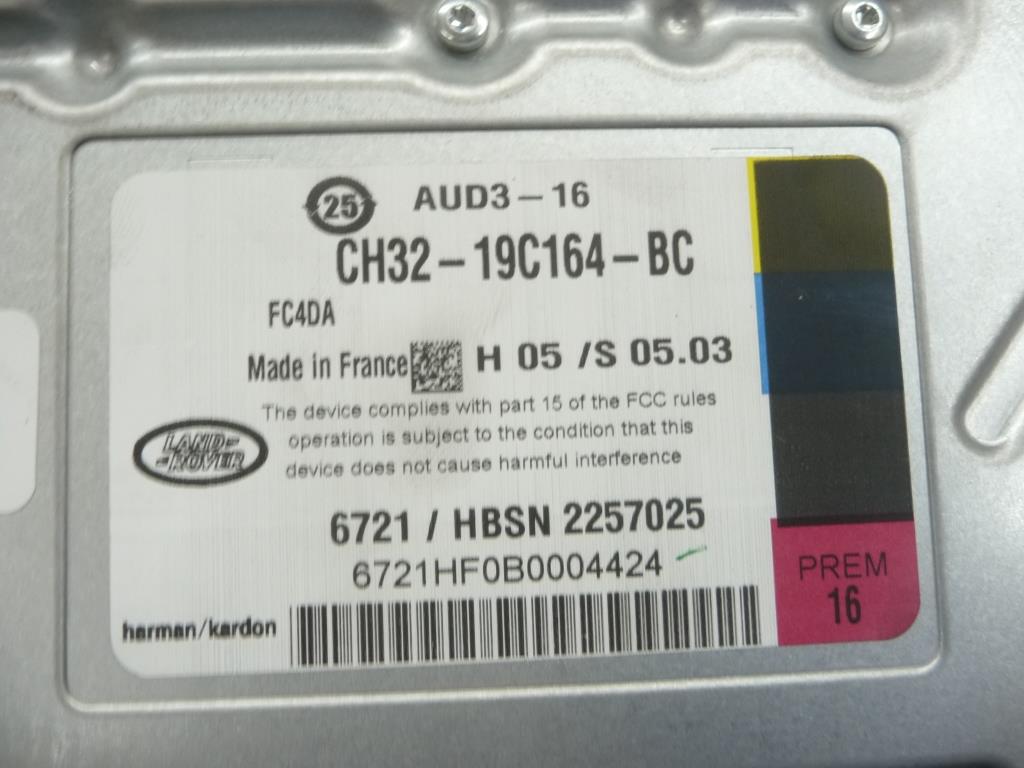 25 AUD3-16
CH32-19C164-BC
FC4DA
Made in France H 05 /S 05.03
The device complies with part 15 of the FCC rules
operation is subject to the condition that this
device does not cause harmful interference
LAND-
-ROVER
6721 / HBSN 2257025
6721HF0B0004424
harman/kardon
PREM
16